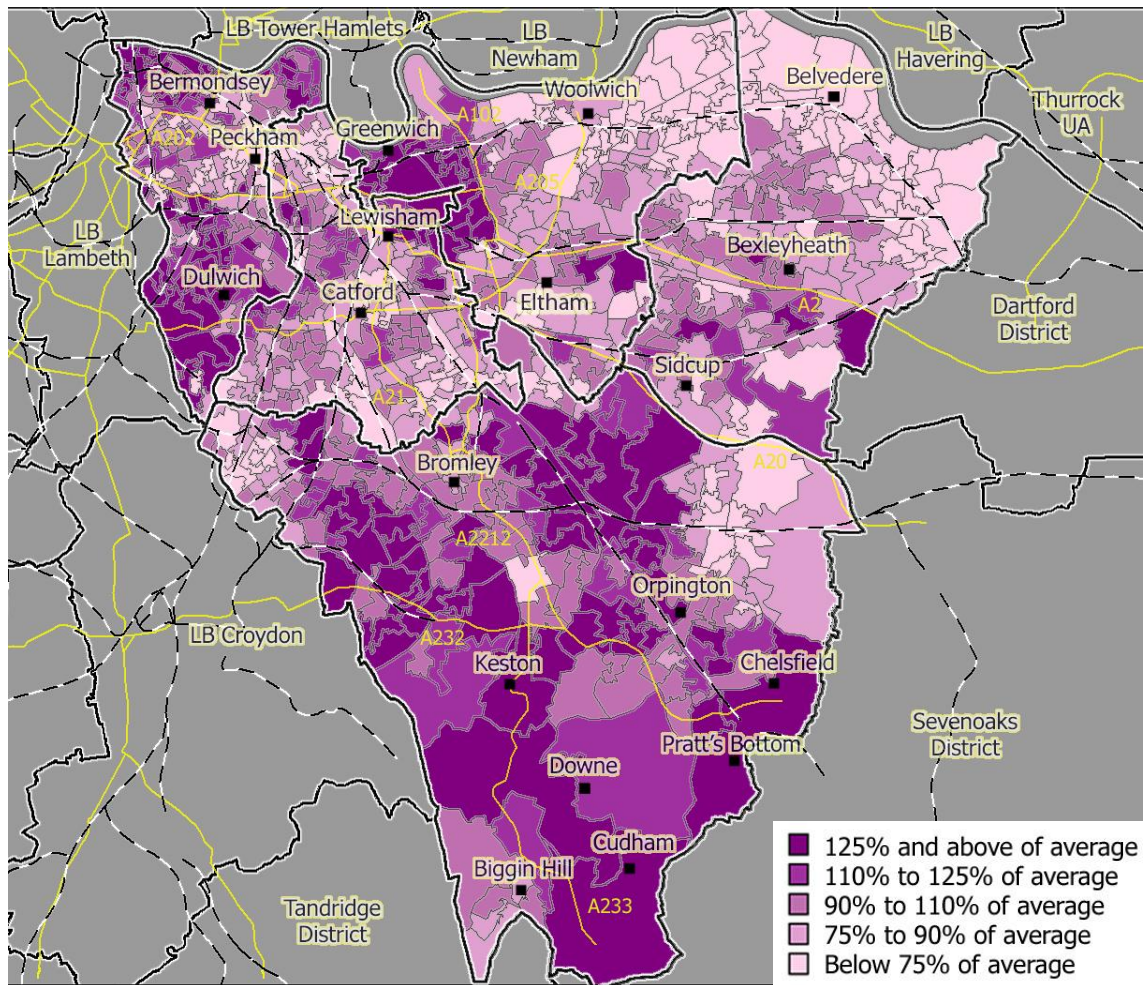 LB Tower Hamlets
LB
Newham
LB
Havering
Bermondsey
Woolwich
Belvedere
Thurrock
UA
A102
Greenwich
A202
Peckham
A205
LB
Lambeth
Lewisham
Bexleyheath
Dulwich
Catford
Eltham
A2
Dartford
District
Sidcup
A21
A20
Bromley
A2212
Orpington
LB Croydon
A232
Keston
Chelsfield
Sevenoaks
District
Pratt's Bottom
Downe
Cudham
Biggin Hill
A233
Tandridge
District
125% and above of average
110% to 125% of average
90% to 110% of average
75% to 90% of average
Below 75% of average